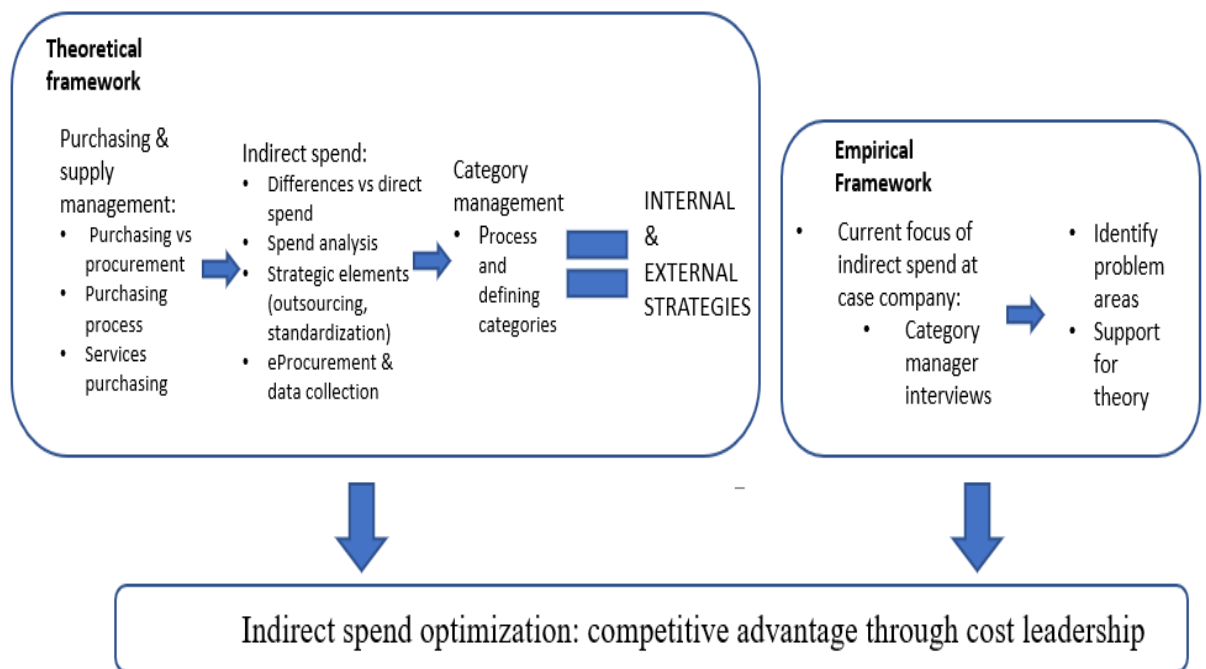 Theoretical
framework
Purchasing &
supply
management:
• Purchasing vs
procurement
• Purchasing
process
• Services
purchasing
Indirect spend:
• Differences vs direct
spend
• Spend analysis
• Strategic elements
(outsourcing,
standardization)
• eProcurement &
data collection
Category
management
• Process
and
defining
categories
INTERNAL
&
EXTERNAL
STRATEGIES
Empirical
Framework
• Current focus of
indirect spend at
case company:
• Category
manager
interviews
• Identify
problem
areas
• Support
for
theory
Indirect spend optimization: competitive advantage through cost leadership